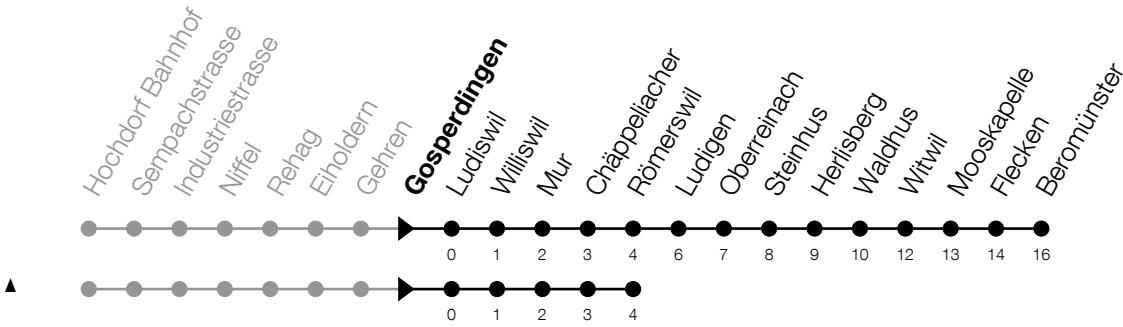 Hochdorf Bahnhof
Sempachstrasse
Industriestrasse
Niffel
Rehag
Eiholdern
Gehren
Gosperdingen
Ludiswil
Williswil
Mur
Chäppeliacher
Römerswil
Ludigen
Oberreinach
Steinhus
Herlisberg
Waldhus
Witwil
Mooskapelle
Flecken
Beromünster
0 1 2 3 4 6 7 8 9 10 12 13 14 16
0 1 2 3 4